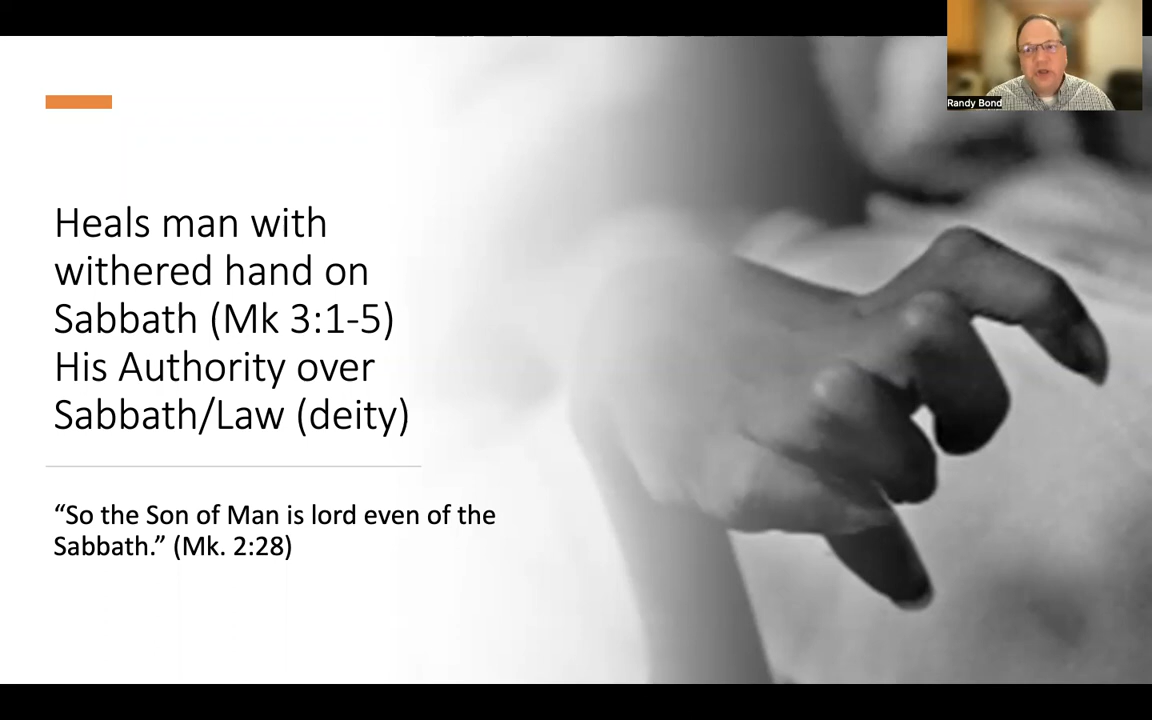 Randy Bond
Heals man with
withered hand on
Sabbath (Mk 3:1-5)
His Authority over
Sabbath/Law (deity)
“So the Son of Man is lord even of the
Sabbath.” (Mk. 2:28)